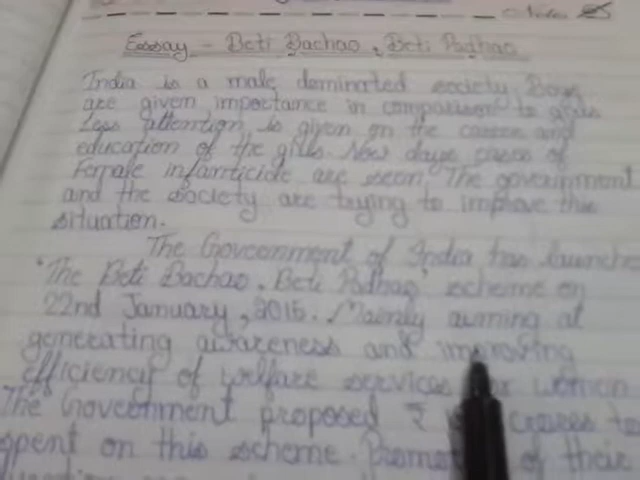 Essay - Beti Bachao, Beti Padhao
India is a male dominated society. Boys
are given importance in comparison to girls
Less attention is given on the career and
education of the girls. Now days cases of
Female infanticide are seen. The government
and the society are trying to improve this
situation.
The Government of India has launche
'The Beti Bachao, Beti Padhao' scheme on
22nd January, 2015. Mainly aiming at
generating awareness and improving
efficiency of welfare services women
The Government proposed ₹ crores to
spent on this scheme. of their